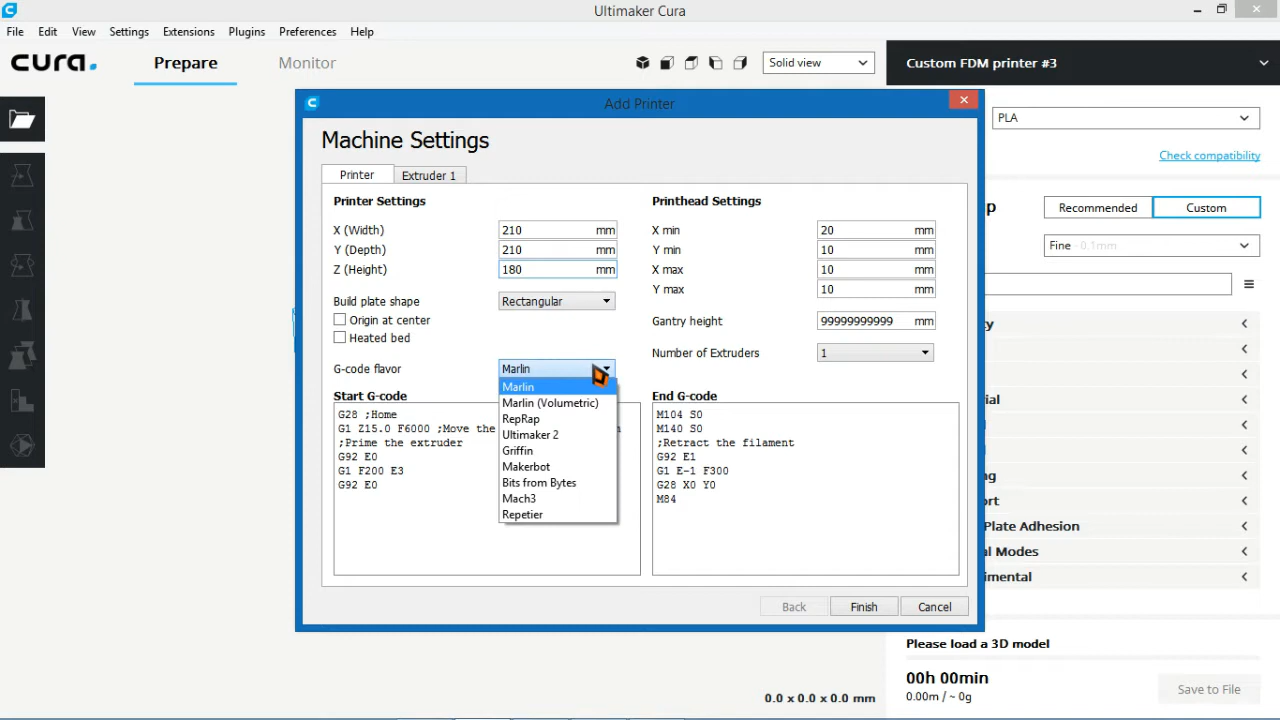 Ultimaker Cura
File Edit View Settings Extensions Plugins Preferences Help
cura.
Prepare
Monitor
Solid view
Custom FDM printer #3
PLA
Check compatibility
p
Recommended
Custom
Fine - 0.1mm
y
ial
ng
ort
Plate Adhesion
al Modes
imental
Add Printer
Machine Settings
Printer
Extruder 1
Printer Settings
X (Width) 210 mm
Y (Depth) 210 mm
Z (Height) 180 mm
Build plate shape Rectangular
Origin at center
Heated bed
G-code flavor Marlin
Marlin
Marlin (Volumetric)
RepRap
Ultimaker 2
Griffin
Makerbot
Bits from Bytes
Mach3
Repetier
Printhead Settings
X min 20 mm
Y min 10 mm
X max 10 mm
Y max 10 mm
Gantry height 99999999999 mm
Number of Extruders 1
Start G-code
G28 ;Home
G1 Z15.0 F6000 ;Move the
;Prime the extruder
G92 E0
G1 F200 E3
G92 E0
End G-code
M104 S0
M140 S0
;Retract the filament
G92 E1
G1 E-1 F300
G28 X0 Y0
M84
Back
Finish
Cancel
0.0 x 0.0 x 0.0 mm
Please load a 3D model
00h 00min
0.00m / ~ 0g
Save to File